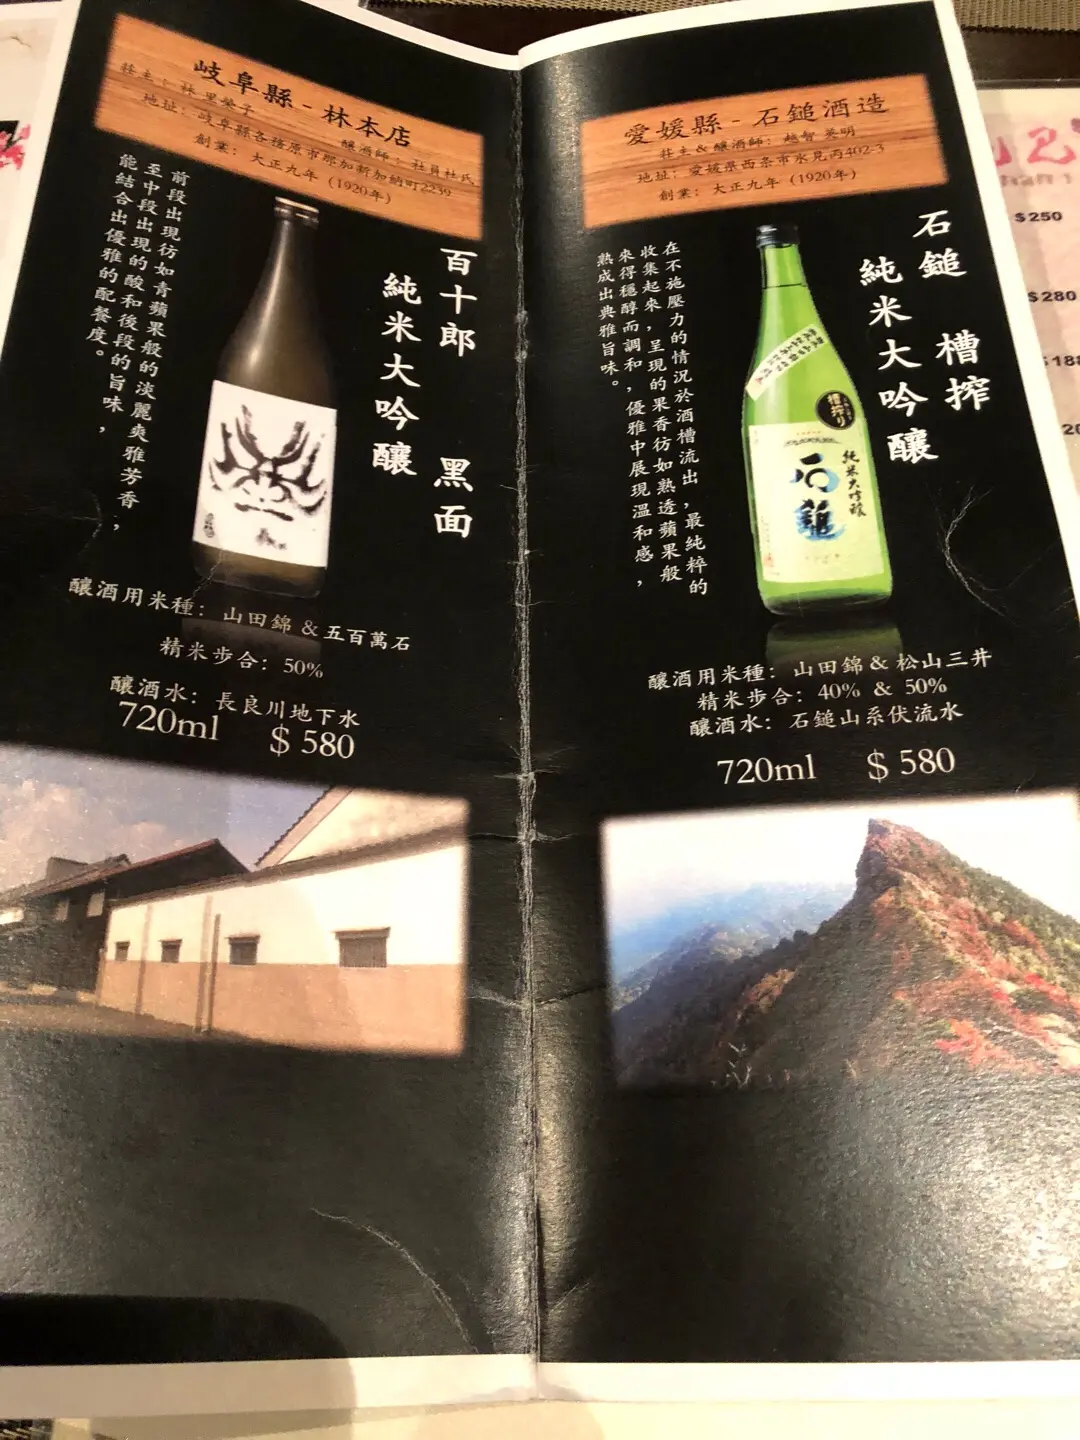 岐阜縣 - 林本店
莊主：林 里榮子
釀酒師：社員杜氏
地址：岐阜縣各務原市那加新加納町2239
創業：大正九年 (1920年)
百十郎 黑面
純米大吟釀
前段出現彷如青蘋果般的淡麗爽雅芳香，
至中段出現的酸和後段的旨味，
能結合出優雅的配餐度。
釀酒用米種：山田錦 & 五百萬石
精米步合：50%
釀酒水：長良川地下水
720ml $ 580
愛媛縣 - 石鎚酒造
莊主 & 釀酒師：越智 英明
地址：愛媛県西条市氷見丙402-3
創業：大正九年 (1920年)
石鎚 槽搾
純米大吟釀
在不施壓力的情況於酒槽流出，最純粹的
收集起來，呈現的果香彷如熟透蘋果般
來得穩醇而調和，優雅中展現溫和感，
熟成出典雅旨味。
槽搾り
純米大吟醸
石鎚
釀酒用米種：山田錦 & 松山三井
精米步合：40% & 50%
釀酒水：石鎚山系伏流水
720ml $ 580
$250
$280